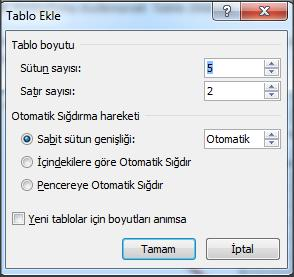 Tablo Ekle
Tablo boyutu
Sütun sayısı: 5
Satır sayısı: 2
Otomatik Sığdırma hareketi
Sabit sütun genişliği: Otomatik
İçindekilere göre Otomatik Sığdır
Pencereye Otomatik Sığdır
Yeni tablolar için boyutları anımsa
Tamam İptal